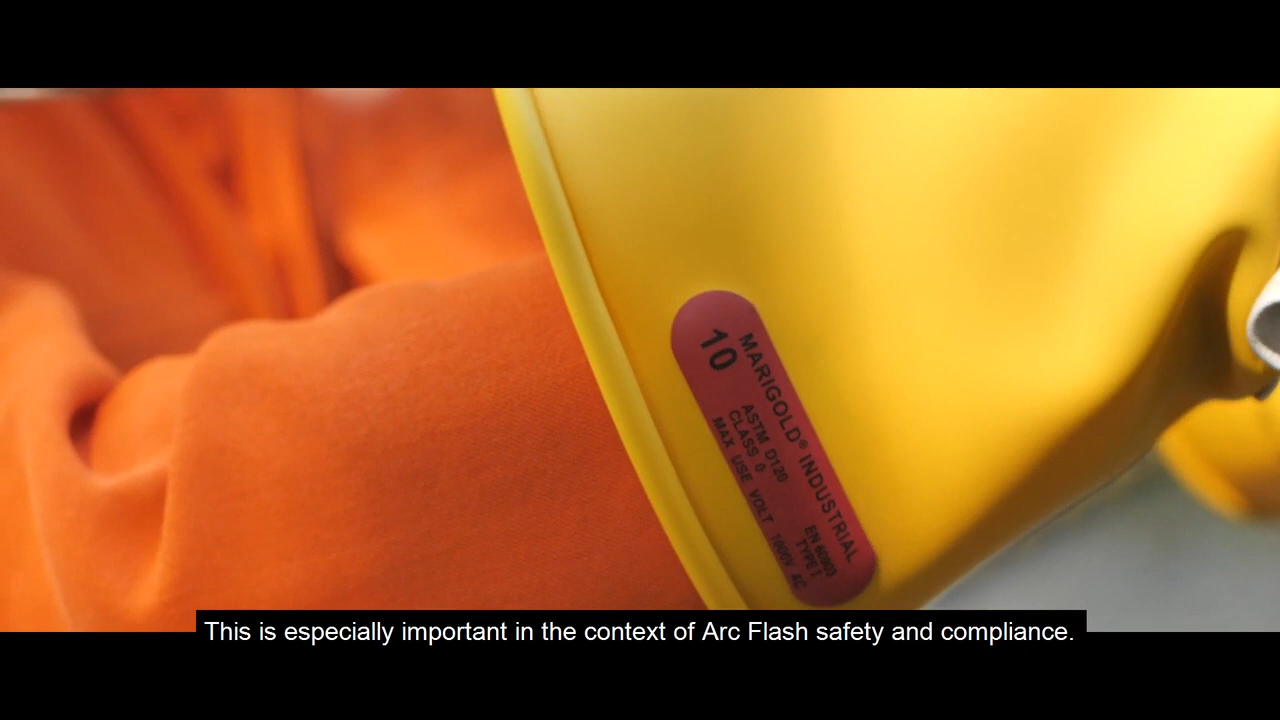 10
MARIGOLD® INDUSTRIAL
ASTM D120
CLASS 0
MAX USE VOLT 1000V AC
EN 60903
TYPE I
This is especially important in the context of Arc Flash safety and compliance.